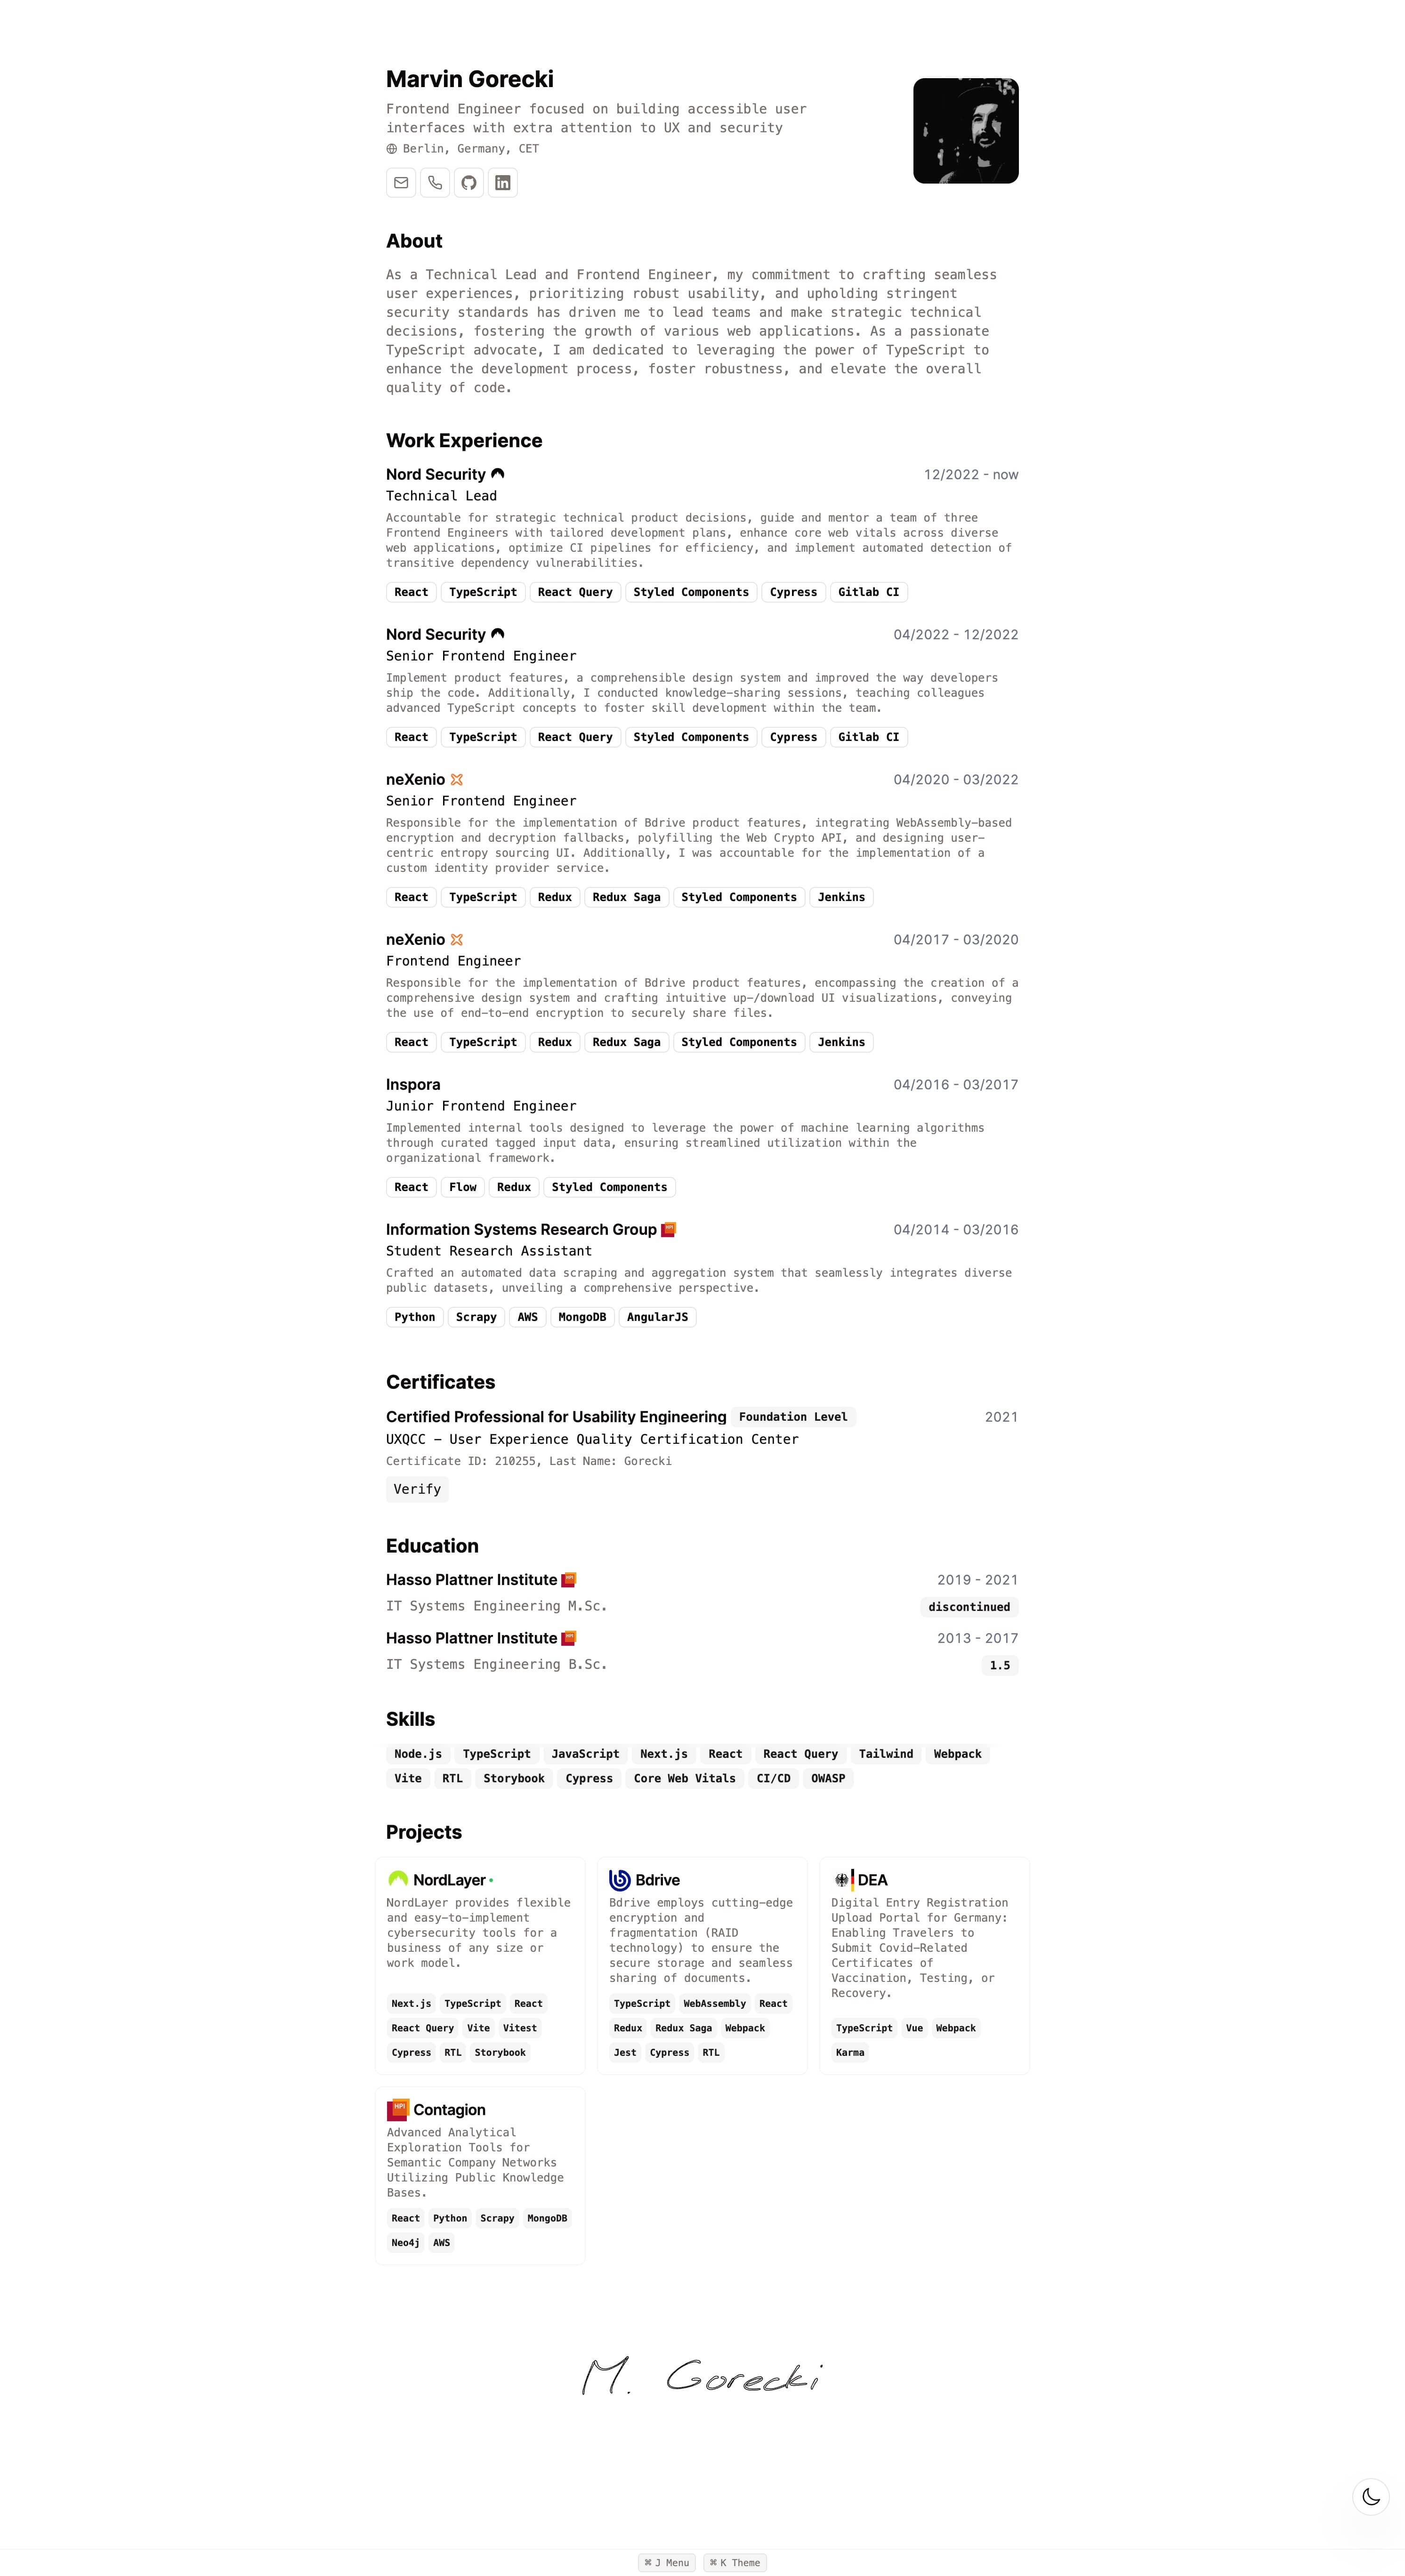 Marvin Gorecki
Frontend Engineer focused on building accessible user
interfaces with extra attention to UX and security
Berlin, Germany, CET
About
As a Technical Lead and Frontend Engineer, my commitment to crafting seamless
user experiences, prioritizing robust usability, and upholding stringent
security standards has driven me to lead teams and make strategic technical
decisions, fostering the growth of various web applications. As a passionate
TypeScript advocate, I am dedicated to leveraging the power of TypeScript to
enhance the development process, foster robustness, and elevate the overall
quality of code.
Work Experience
Nord Security 12/2022 - now
Technical Lead
Accountable for strategic technical product decisions, guide and mentor a team of three
Frontend Engineers with tailored development plans, enhance core web vitals across diverse
web applications, optimize CI pipelines for efficiency, and implement automated detection of
transitive dependency vulnerabilities.
React TypeScript React Query Styled Components Cypress Gitlab CI
Nord Security 04/2022 - 12/2022
Senior Frontend Engineer
Implement product features, a comprehensible design system and improved the way developers
ship the code. Additionally, I conducted knowledge-sharing sessions, teaching colleagues
advanced TypeScript concepts to foster skill development within the team.
React TypeScript React Query Styled Components Cypress Gitlab CI
neXenio 04/2020 - 03/2022
Senior Frontend Engineer
Responsible for the implementation of Bdrive product features, integrating WebAssembly-based
encryption and decryption fallbacks, polyfilling the Web Crypto API, and designing user-
centric entropy sourcing UI. Additionally, I was accountable for the implementation of a
custom identity provider service.
React TypeScript Redux Redux Saga Styled Components Jenkins
neXenio 04/2017 - 03/2020
Frontend Engineer
Responsible for the implementation of Bdrive product features, encompassing the creation of a
comprehensive design system and crafting intuitive up-/download UI visualizations, conveying
the use of end-to-end encryption to securely share files.
React TypeScript Redux Redux Saga Styled Components Jenkins
Inspora 04/2016 - 03/2017
Junior Frontend Engineer
Implemented internal tools designed to leverage the power of machine learning algorithms
through curated tagged input data, ensuring streamlined utilization within the
organizational framework.
React Flow Redux Styled Components
Information Systems Research Group 04/2014 - 03/2016
Student Research Assistant
Crafted an automated data scraping and aggregation system that seamlessly integrates diverse
public datasets, unveiling a comprehensive perspective.
Python Scrapy AWS MongoDB AngularJS
Certificates
Certified Professional for Usability Engineering Foundation Level 2021
UXQCC – User Experience Quality Certification Center
Certificate ID: 210255, Last Name: Gorecki
Verify
Education
Hasso Plattner Institute 2019 - 2021
IT Systems Engineering M.Sc. discontinued
Hasso Plattner Institute 2013 - 2017
IT Systems Engineering B.Sc. 1.5
Skills
Node.js TypeScript JavaScript Next.js React React Query Tailwind Webpack
Vite RTL Storybook Cypress Core Web Vitals CI/CD OWASP
Projects
NordLayer
NordLayer provides flexible
and easy-to-implement
cybersecurity tools for a
business of any size or
work model.
Next.js TypeScript React
React Query Vite Vitest
Cypress RTL Storybook
Bdrive
Bdrive employs cutting-edge
encryption and
fragmentation (RAID
technology) to ensure the
secure storage and seamless
sharing of documents.
TypeScript WebAssembly React
Redux Redux Saga Webpack
Jest Cypress RTL
DEA
Digital Entry Registration
Upload Portal for Germany:
Enabling Travelers to
Submit Covid-Related
Certificates of
Vaccination, Testing, or
Recovery.
TypeScript Vue Webpack
Karma
HPI Contagion
Advanced Analytical
Exploration Tools for
Semantic Company Networks
Utilizing Public Knowledge
Bases.
React Python Scrapy MongoDB
Neo4j AWS
M. Gorecki
⌘ J Menu ⌘ K Theme